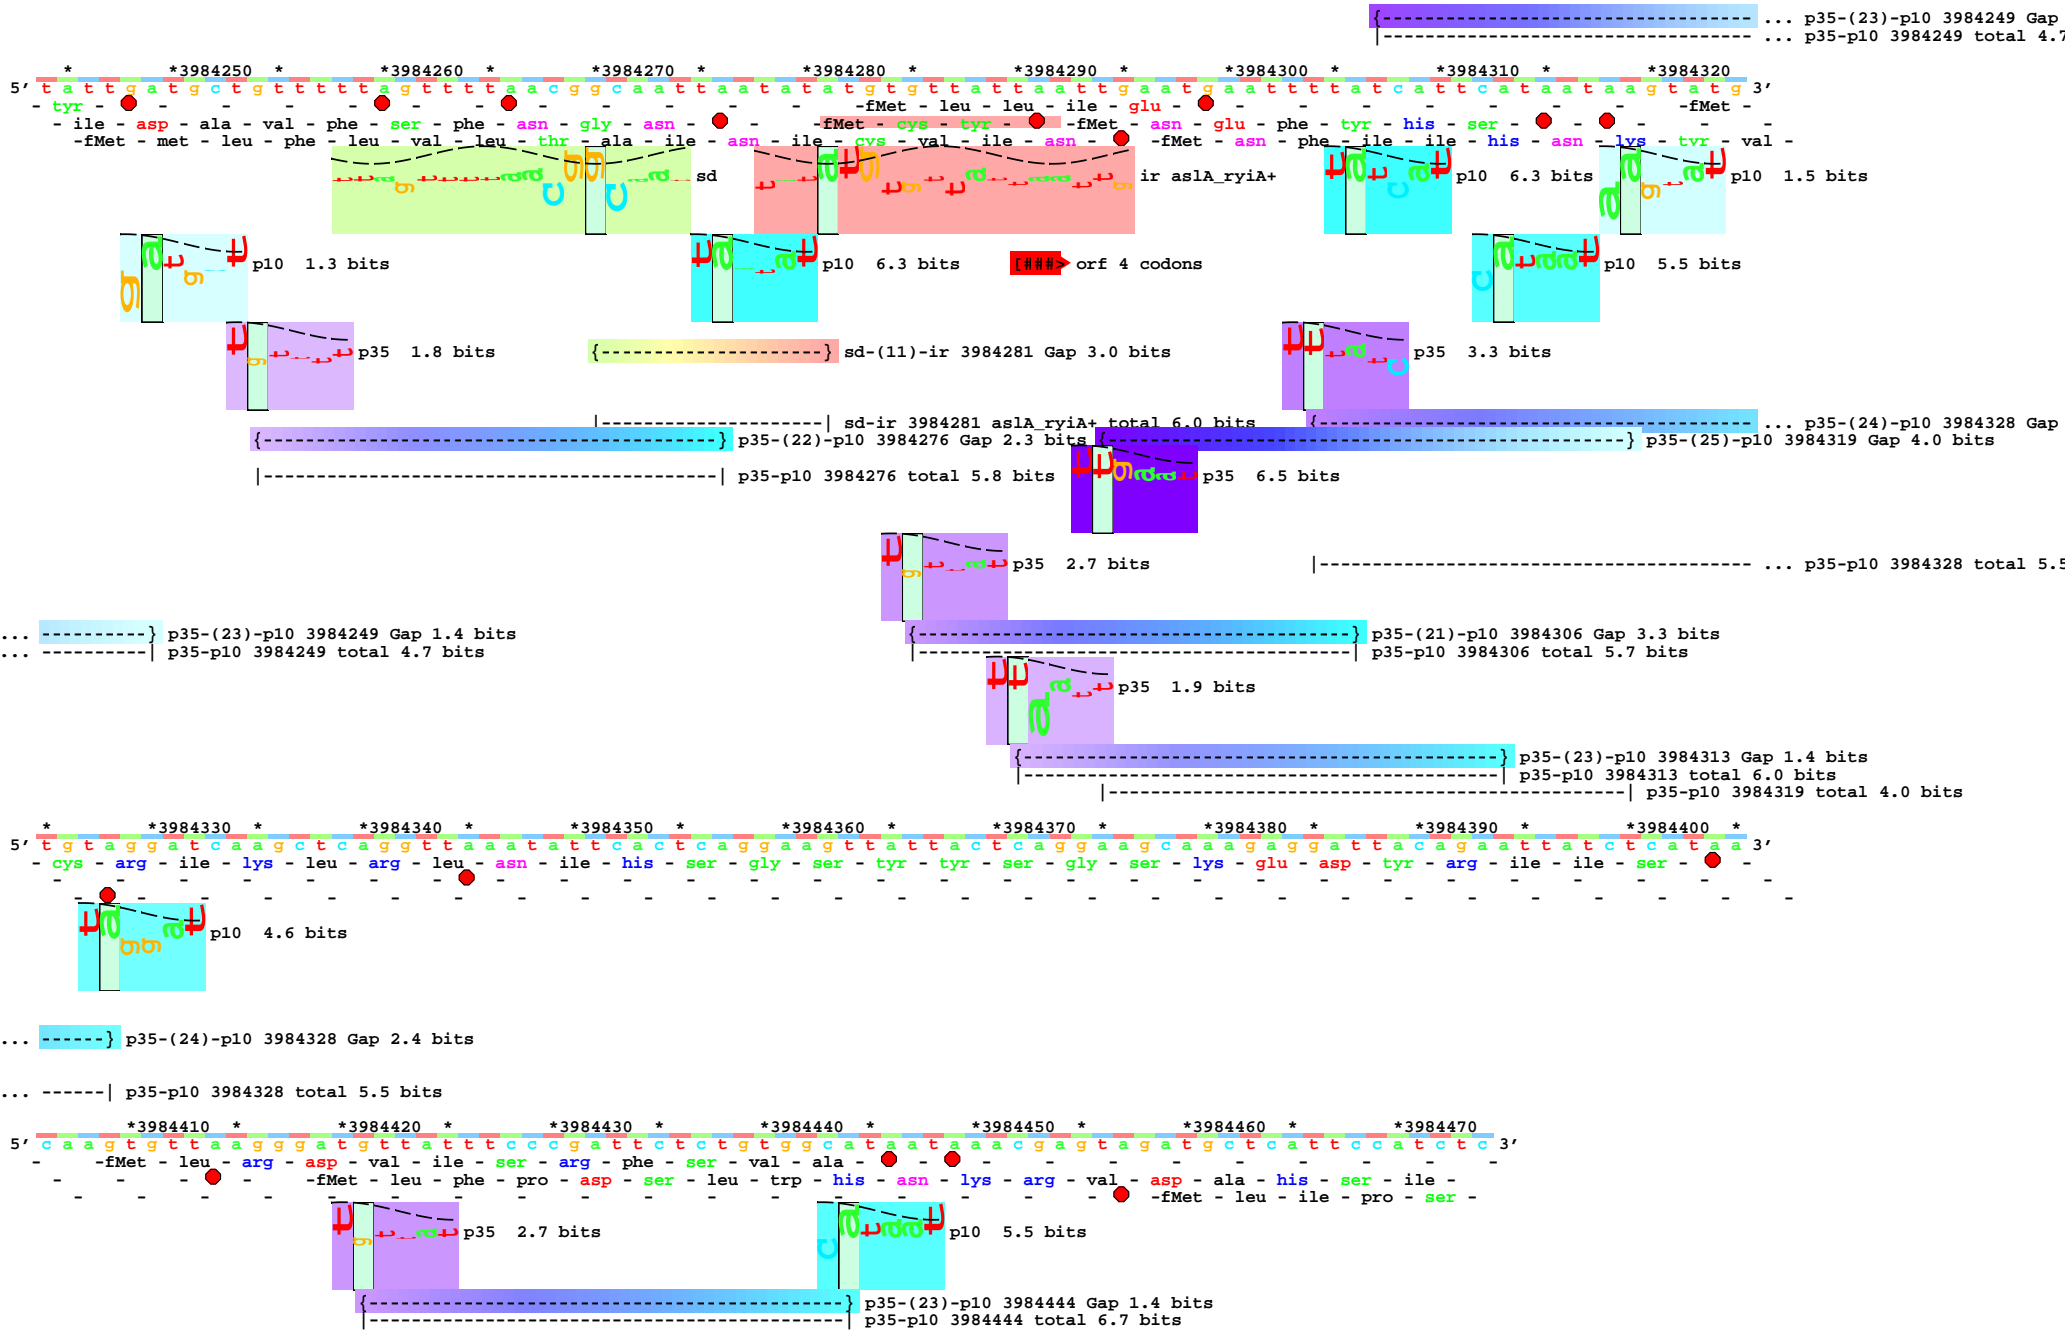 {----------------------------------- ... p35-(23)-p10 3984249 Gap
|----------------------------------- ... p35-p10 3984249 total 4.7
* *3984250 * *3984260 * *3984270 * *3984280 * *3984290 * *3984300 * *3984310 * *3984320
5' t a t t g a t g c t g t t t t t a g t t t t a a c g g c a a t t a a t a t a t g t g t t a t t a a t t g a a t g a a t t t t a t c a t t c a t a a t a a g t a t g 3'
- tyr - - - - - - - - - - - - -fMet - leu - leu - ile - glu - - - - - - - - -fMet -
- ile - asp - ala - val - phe - ser - phe - asn - gly - asn - - -fMet - cys - tyr - -fMet - asn - glu - phe - tyr - his - ser - - - - -
-fMet - met - leu - phe - leu - val - leu - thr - ala - ile - asn - ile - cys - val - ile - asn - -fMet - asn - phe - ile - ile - his - asn - lys - tyr - val -
sd
ir aslA_ryiA+
p10 6.3 bits
p10 1.5 bits
p10 1.3 bits
p10 6.3 bits
[###> orf 4 codons
p10 5.5 bits
p35 1.8 bits
{---------------------} sd-(11)-ir 3984281 Gap 3.0 bits
p35 3.3 bits
|---------------------| sd-ir 3984281 aslA_ryiA+ total 6.0 bits
{----------------------------------------- ... p35-(24)-p10 3984328 Gap
{-------------------------------------------} p35-(22)-p10 3984276 Gap 2.3 bits
{-------------------------------------------------} p35-(25)-p10 3984319 Gap 4.0 bits
|-------------------------------------------| p35-p10 3984276 total 5.8 bits
p35 6.5 bits
p35 2.7 bits
|----------------------------------------- ... p35-p10 3984328 total 5.5
... ----------} p35-(23)-p10 3984249 Gap 1.4 bits
{-----------------------------------------} p35-(21)-p10 3984306 Gap 3.3 bits
... ----------| p35-p10 3984249 total 4.7 bits
|-----------------------------------------| p35-p10 3984306 total 5.7 bits
p35 1.9 bits
{---------------------------------------------} p35-(23)-p10 3984313 Gap 1.4 bits
|---------------------------------------------| p35-p10 3984313 total 6.0 bits
|-------------------------------------------------| p35-p10 3984319 total 4.0 bits
* *3984330 * *3984340 * *3984350 * *3984360 * *3984370 * *3984380 * *3984390 * *3984400 *
5' t g t a g g a t c a a g c t c a g g t t a a a t a t t c a c t c a g g a a g t t a t t a c t c a g g a a g c a a a g a g g a t t a c a g a a t t a t c t c a t a a 3'
- cys - arg - ile - lys - leu - arg - leu - asn - ile - his - ser - gly - ser - tyr - tyr - ser - gly - ser - lys - glu - asp - tyr - arg - ile - ile - ser - -
p10 4.6 bits
... ------} p35-(24)-p10 3984328 Gap 2.4 bits
... ------| p35-p10 3984328 total 5.5 bits
*3984410 * *3984420 * *3984430 * *3984440 * *3984450 * *3984460 * *3984470
5' c a a g t g t t a a g g g a t g t t a t t t c c c g a t t c t c t g t g g c a t a a t a a a c g a g t a g a t g c t c a t t c c a t c t c 3'
- -fMet - leu - arg - asp - val - ile - ser - arg - phe - ser - val - ala - - - - - - - - - -
- - - - -fMet - leu - phe - pro - asp - ser - leu - trp - his - asn - lys - arg - val - asp - ala - his - ser - ile -
- - - - - - - - - - - - - - - - -fMet - leu - ile - pro - ser -
p35 2.7 bits
p10 5.5 bits
{---------------------------------------------} p35-(23)-p10 3984444 Gap 1.4 bits
|---------------------------------------------| p35-p10 3984444 total 6.7 bits